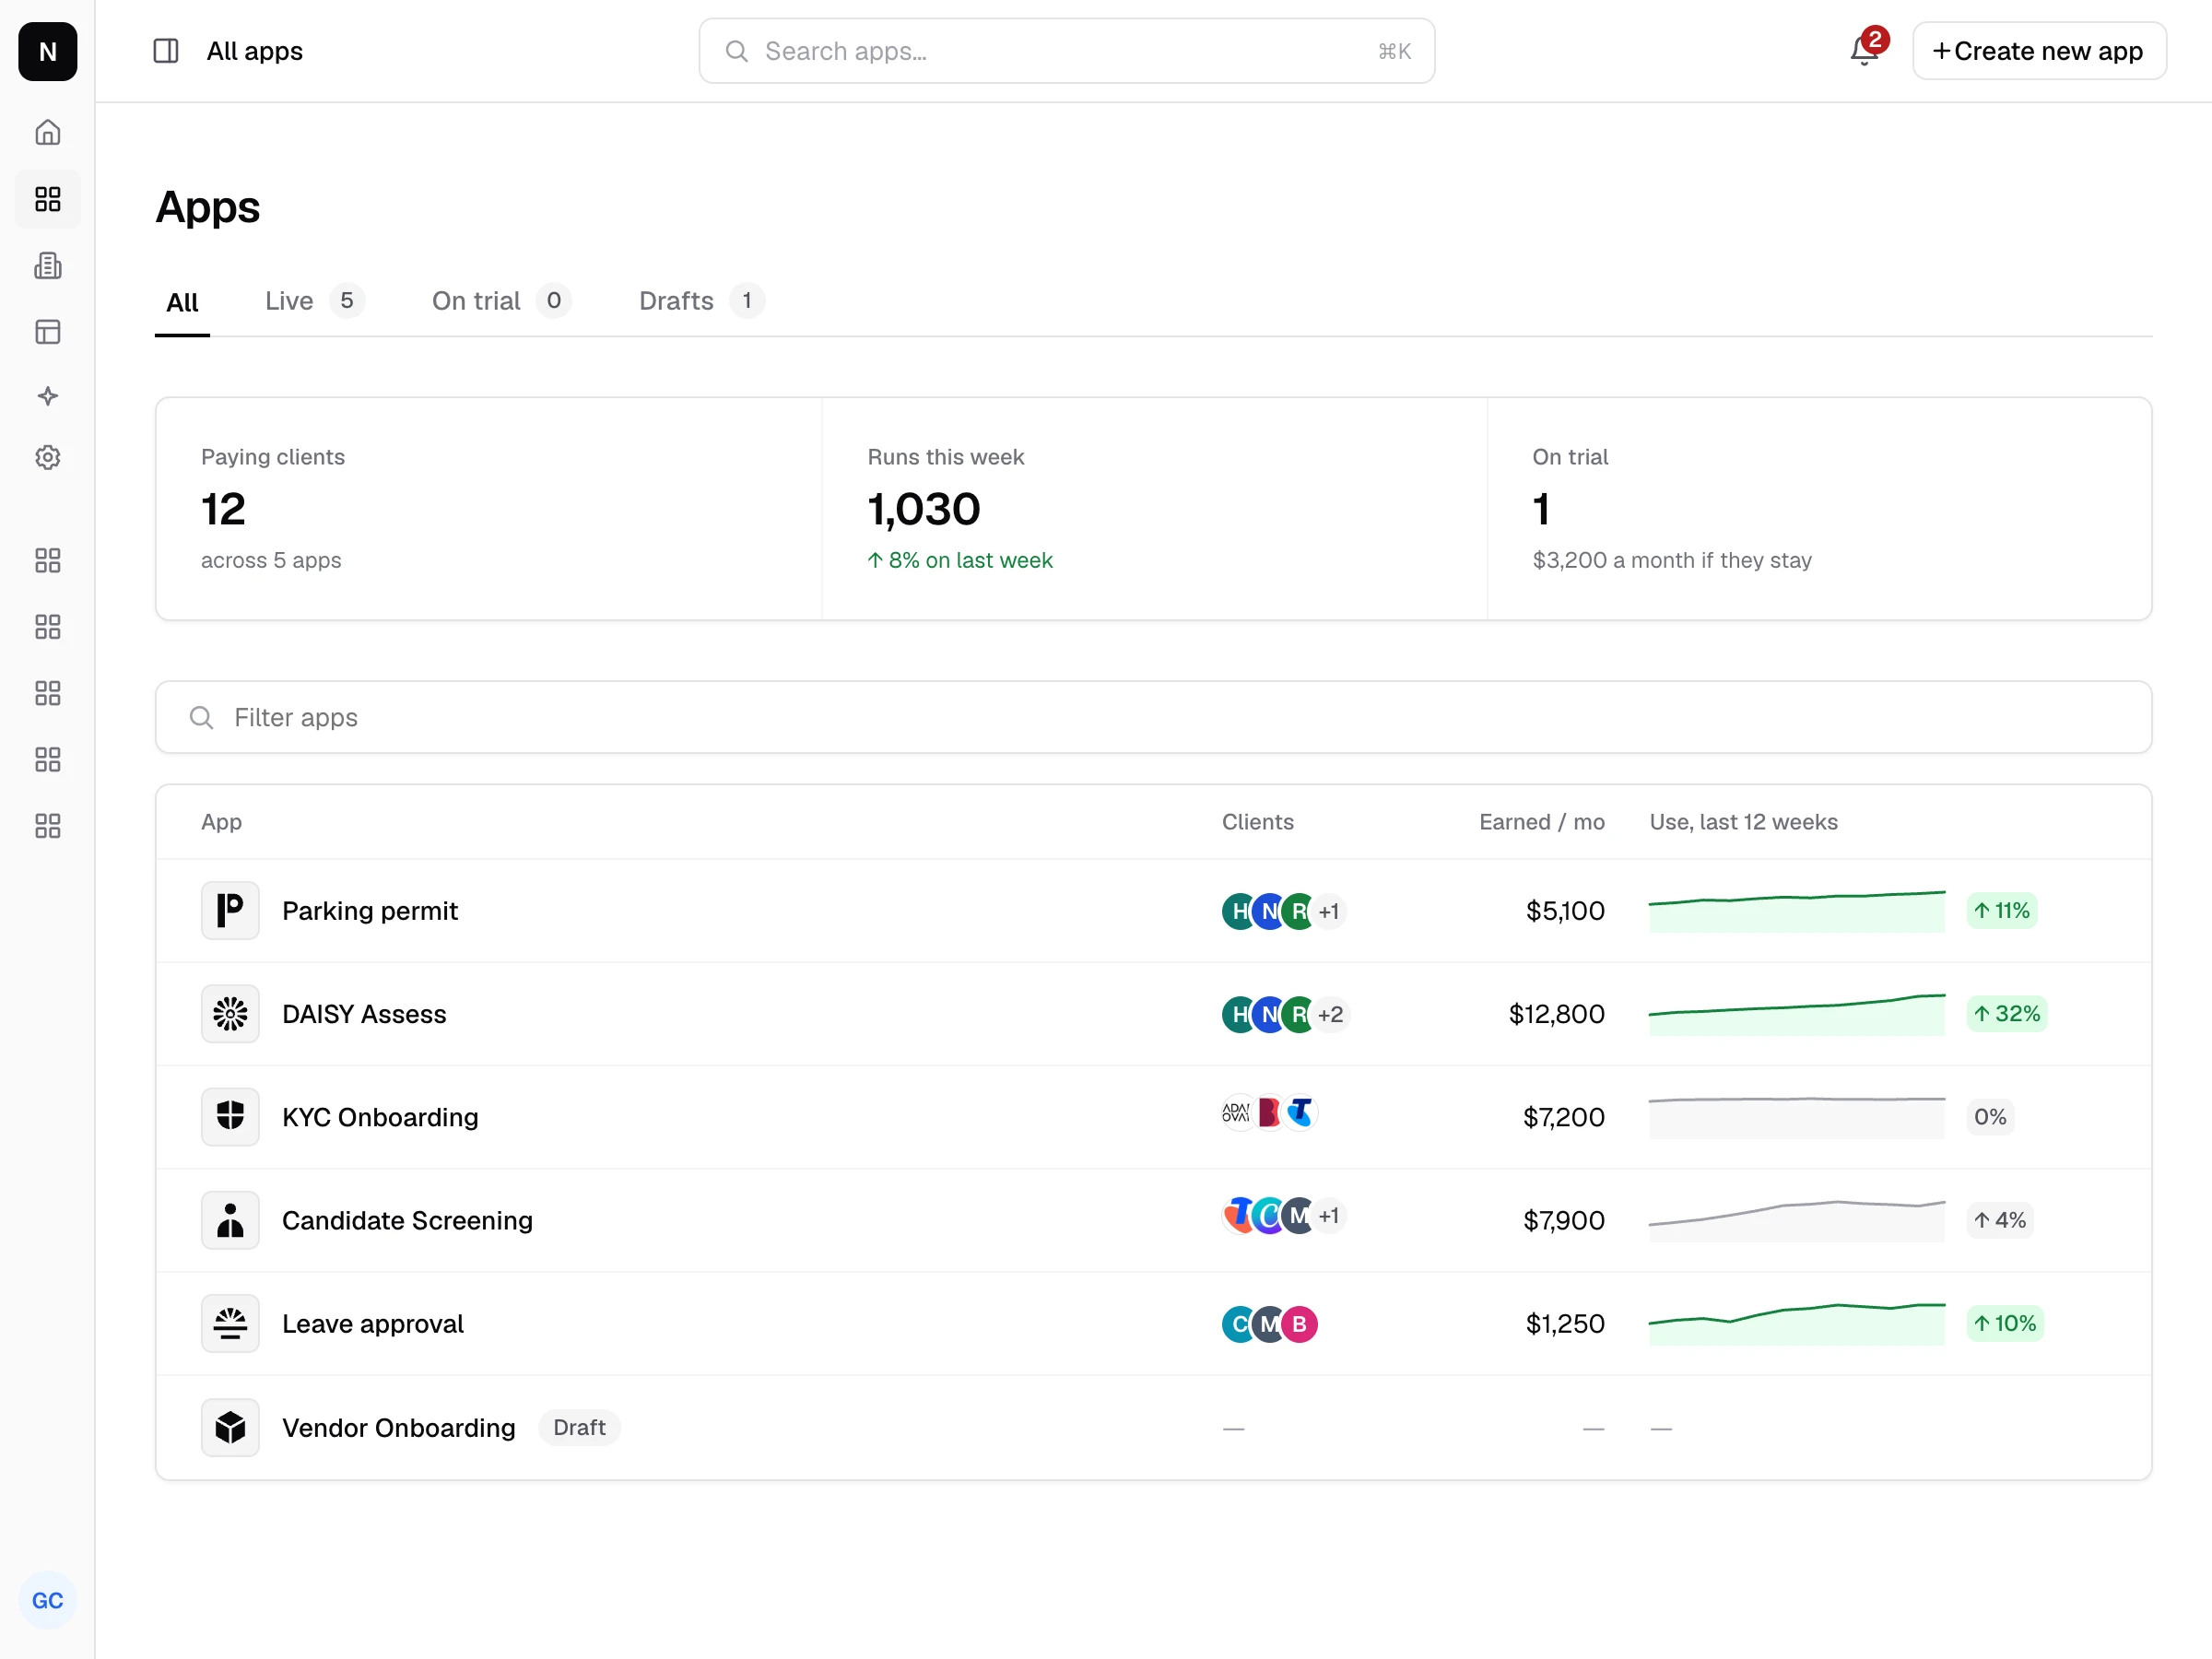 N
All apps
Search apps...
⌘K
2
+ Create new app
Apps
All
Live 5
On trial 0
Drafts 1
Paying clients
12
across 5 apps
Runs this week
1,030
↑ 8% on last week
On trial
1
$3,200 a month if they stay
Filter apps
App Clients Earned / mo Use, last 12 weeks
Parking permit H N R +1 $5,100 ↑ 11%
DAISY Assess H N R +2 $12,800 ↑ 32%
KYC Onboarding $7,200 0%
Candidate Screening M +1 $7,900 ↑ 4%
Leave approval C M B $1,250 ↑ 10%
Vendor Onboarding Draft — — —
GC